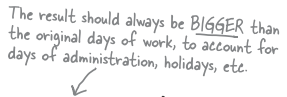 The result should always be BIGGER than
the original days of work, to account for
days of administration, holidays, etc.